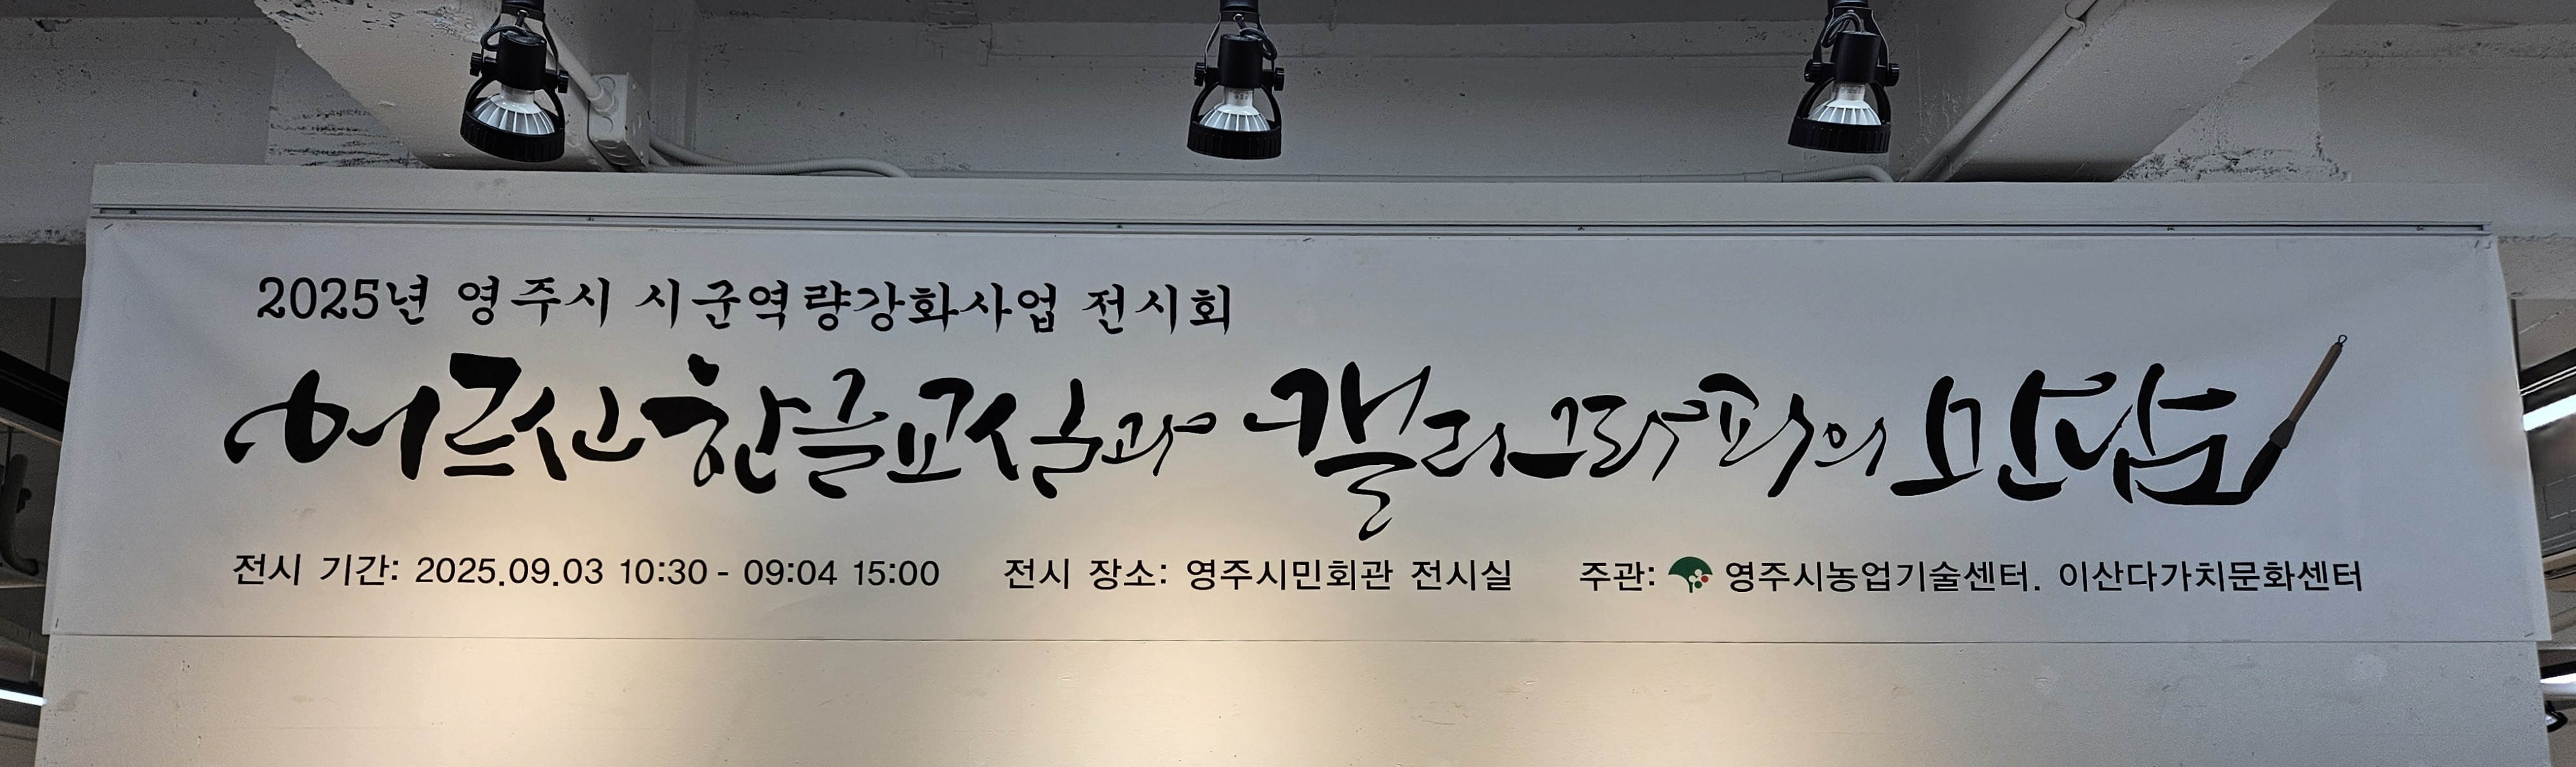 2025년 영주시 시군역량강화사업 전시회
어르신 한글교실과 캘리그라피의 만남
전시 기간: 2025.09.03 10:30 - 09:04 15:00 전시 장소: 영주시민회관 전시실 주관: 영주시농업기술센터. 이산다가치문화센터